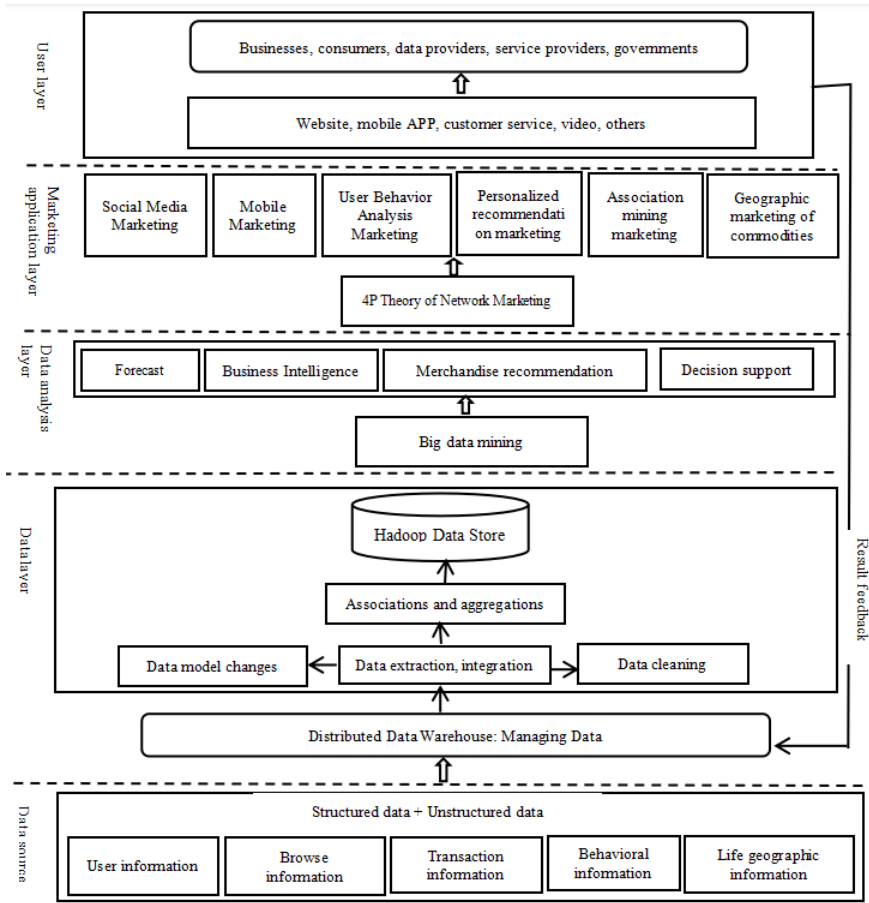 User layer
Businesses, consumers, data providers, service providers, governments
Website, mobile APP, customer service, video, others
Marketing
application layer
Social Media
Marketing
Mobile
Marketing
User Behavior
Analysis
Marketing
Personalized
recommendati
on marketing
Association
mining
marketing
Geographic
marketing of
commodities
4P Theory of Network Marketing
Data analysis
layer
Forecast
Business Intelligence
Merchandise recommendation
Decision support
Big data mining
Data layer
Hadoop Data Store
Associations and aggregations
Data model changes
Data extraction, integration
Data cleaning
Result feedback
Distributed Data Warehouse: Managing Data
Data source
Structured data + Unstructured data
User information
Browse
information
Transaction
information
Behavioral
information
Life geographic
information